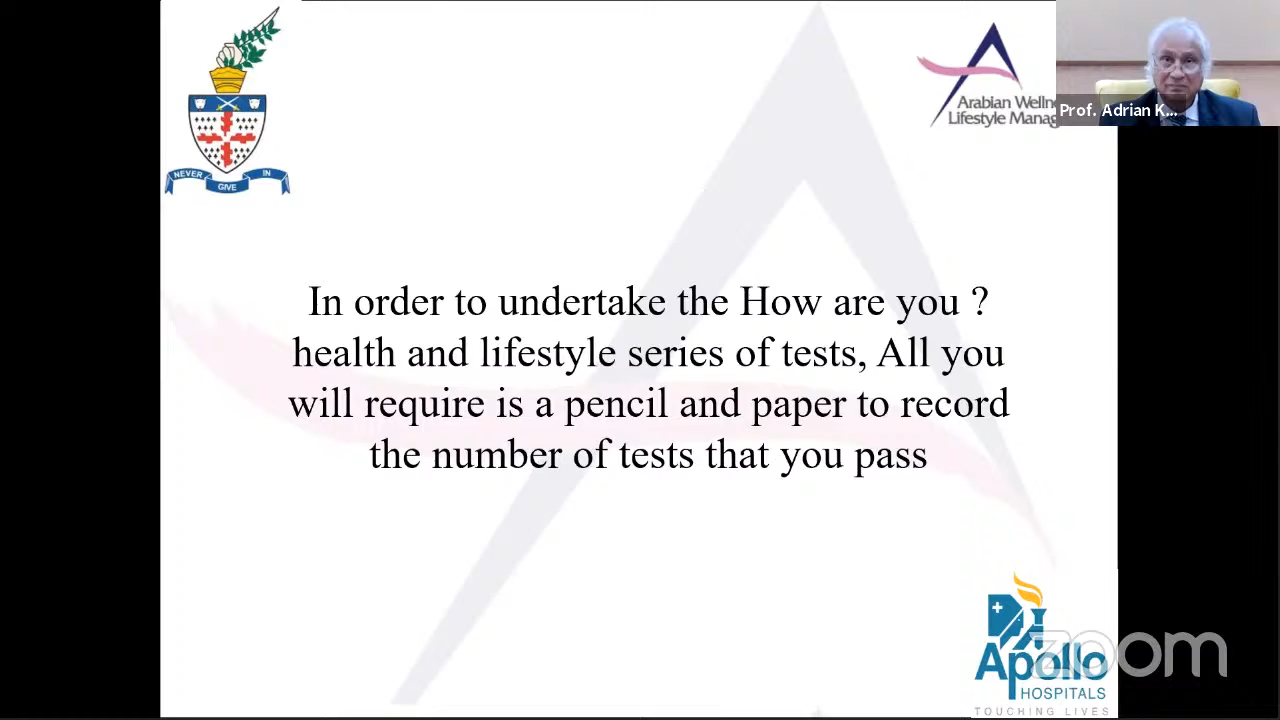 NEVER
GIVE
IN
Arabian Welln
Lifestyle Manag
Prof. Adrian K...
In order to undertake the How are you ?
health and lifestyle series of tests, All you
will require is a pencil and paper to record
the number of tests that you pass
zoom
Apollo
HOSPITALS
TOUCHING LIVES